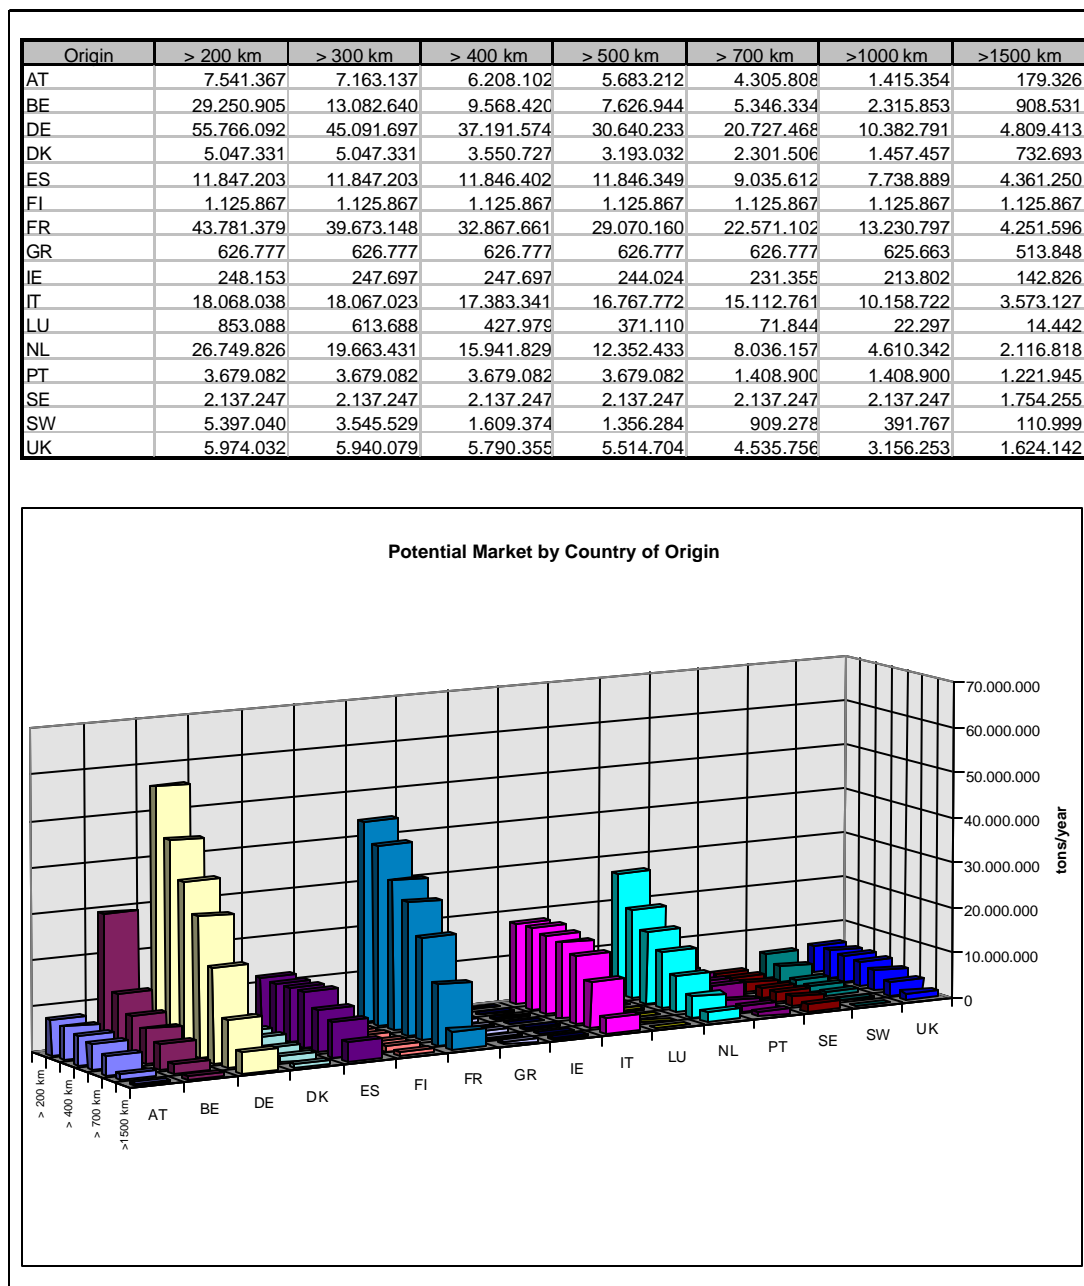 Origin > 200 km > 300 km > 400 km > 500 km > 700 km >1000 km >1500 km
AT 7.541.367 7.163.137 6.208.102 5.683.212 4.305.808 1.415.354 179.326
BE 29.250.905 13.082.640 9.568.420 7.626.944 5.346.334 2.315.853 908.531
DE 55.766.092 45.091.697 37.191.574 30.640.233 20.727.468 10.382.791 4.809.413
DK 5.047.331 5.047.331 3.550.727 3.193.032 2.301.506 1.457.457 732.693
ES 11.847.203 11.847.203 11.846.402 11.846.349 9.035.612 7.738.889 4.361.250
FI 1.125.867 1.125.867 1.125.867 1.125.867 1.125.867 1.125.867 1.125.867
FR 43.781.379 39.673.148 32.867.661 29.070.160 22.571.102 13.230.797 4.251.596
GR 626.777 626.777 626.777 626.777 626.777 625.663 513.848
IE 248.153 247.697 247.697 244.024 231.355 213.802 142.826
IT 18.068.038 18.067.023 17.383.341 16.767.772 15.112.761 10.158.722 3.573.127
LU 853.088 613.688 427.979 371.110 71.844 22.297 14.442
NL 26.749.826 19.663.431 15.941.829 12.352.433 8.036.157 4.610.342 2.116.818
PT 3.679.082 3.679.082 3.679.082 3.679.082 1.408.900 1.408.900 1.221.945
SE 2.137.247 2.137.247 2.137.247 2.137.247 2.137.247 2.137.247 1.754.255
SW 5.397.040 3.545.529 1.609.374 1.356.284 909.278 391.767 110.999
UK 5.974.032 5.940.079 5.790.355 5.514.704 4.535.756 3.156.253 1.624.142
Potential Market by Country of Origin
70.000.000
60.000.000
50.000.000
40.000.000
30.000.000
20.000.000
10.000.000
0
tons/year
> 200 km
> 400 km
> 700 km
>1500 km
AT BE DE DK ES FI FR GR IE IT LU NL PT SE SW UK